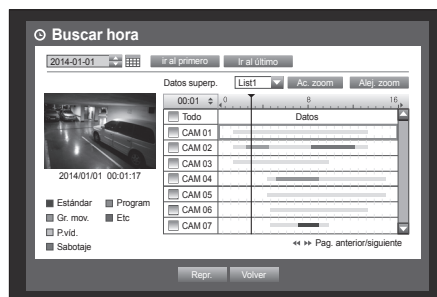 Buscar hora
2014-01-01 ir al primero Ir al último
Datos superp. List1 Ac. zoom Alej. zoom
00:01 0 8 16
Todo Datos
CAM 01
CAM 02
CAM 03
CAM 04
CAM 05
CAM 06
CAM 07
2014/01/01 00:01:17
Estándar Program
Gr. mov. Etc
P.víd.
Sabotaje
Pag. anterior/siguiente
Repr. Volver